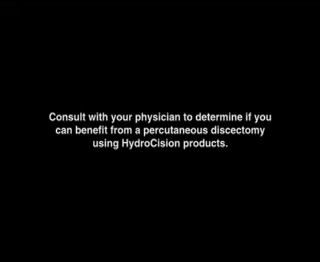 Consult with your physician to determine if you
can benefit from a percutaneous discectomy
using HydroCision products.